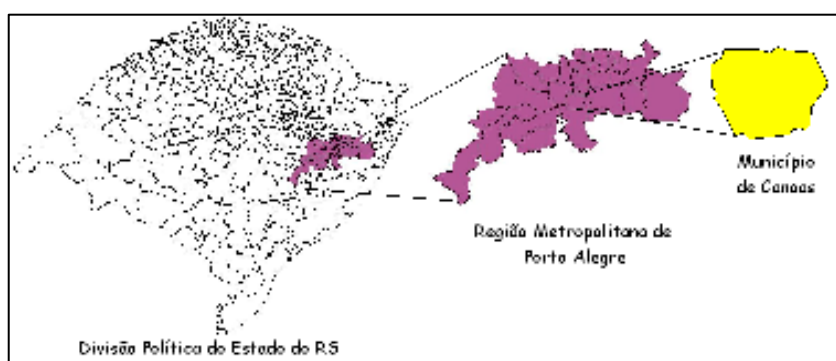 Município
de Canoas
Região Metropolitana de
Porto Alegre
Divisão Política do Estado do RS